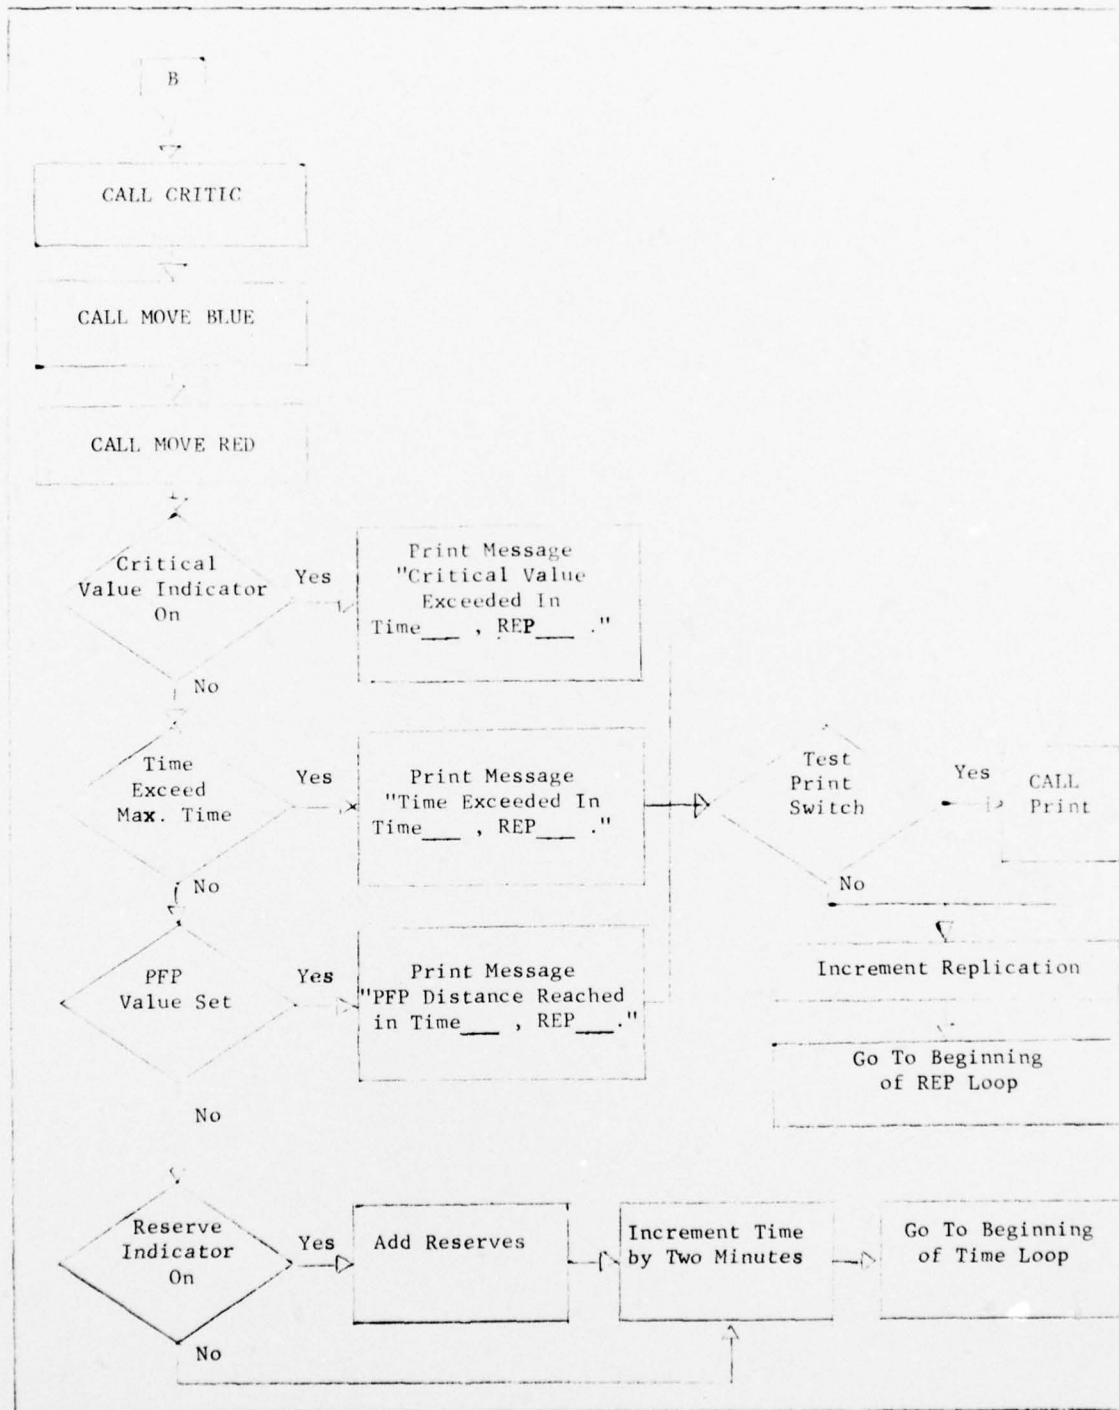 B
CALL CRITIC
CALL MOVE BLUE
CALL MOVE RED
Critical
Value Indicator
On
Yes
Print Message
"Critical Value
Exceeded In
Time___ , REP___ ."
No
Time
Exceed
Max. Time
Yes
Print Message
"Time Exceeded In
Time___ , REP___ ."
Test
Print
Switch
Yes
CALL
Print
No
No
PFP
Value Set
Yes
Print Message
"PFP Distance Reached
in Time___ , REP___."
Increment Replication
Go To Beginning
of REP Loop
No
Reserve
Indicator
On
Yes
Add Reserves
Increment Time
by Two Minutes
Go To Beginning
of Time Loop
No